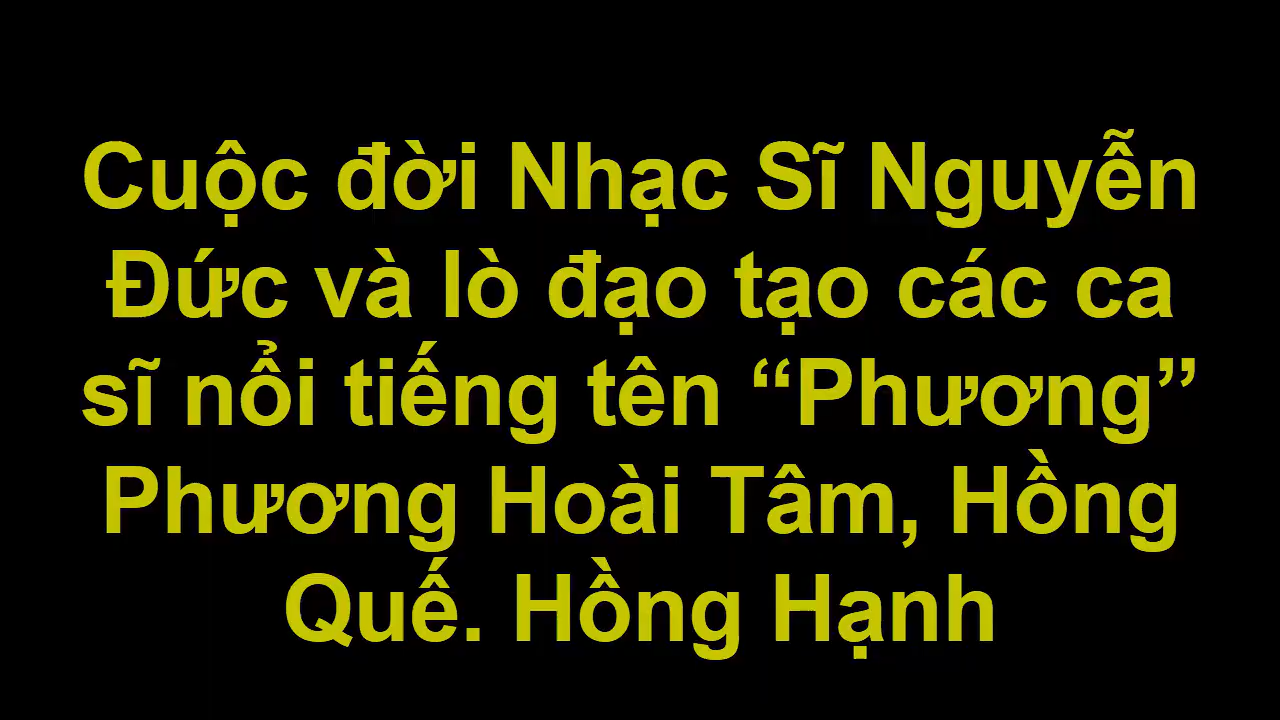 Cuộc đời Nhạc Sĩ Nguyễn
Đức và lò đạo tạo các ca
sĩ nổi tiếng tên “Phương”
Phương Hoài Tâm, Hồng
Quế. Hồng Hạnh